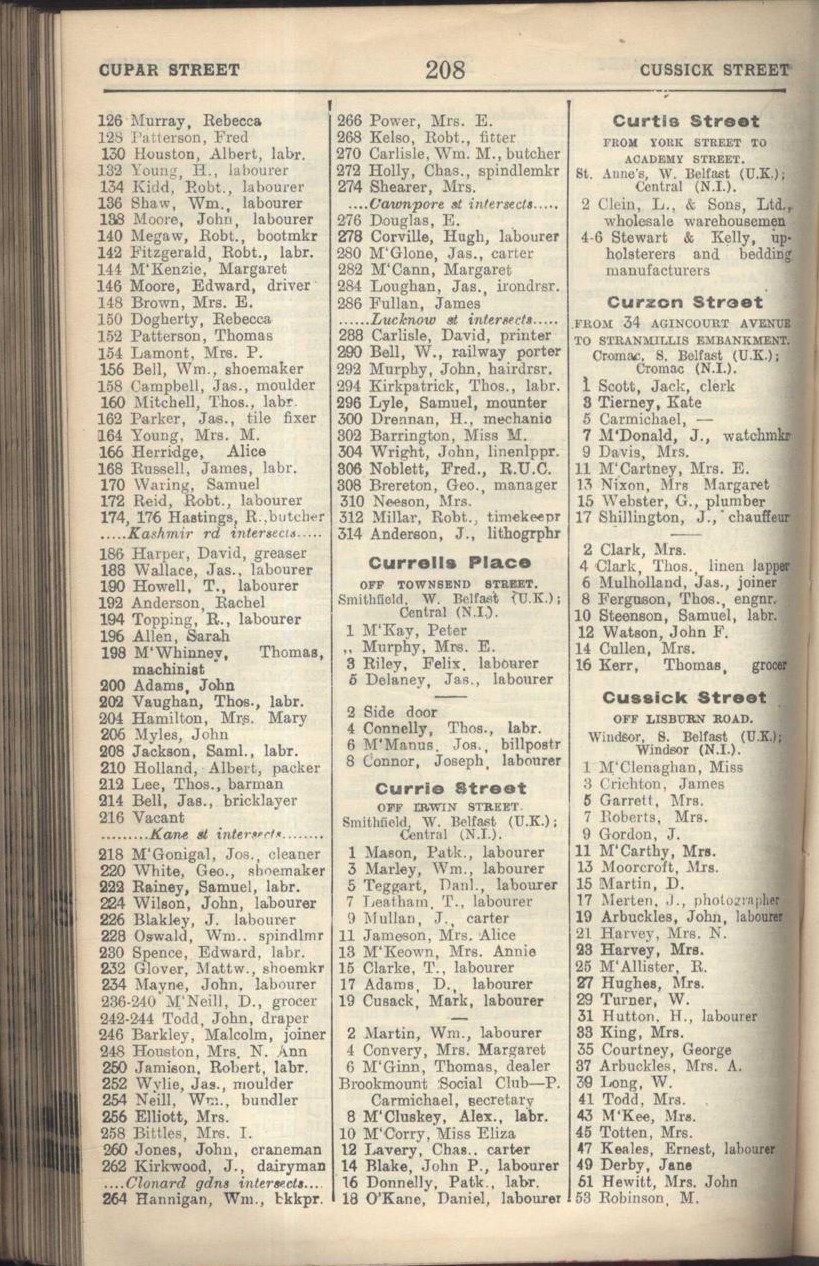 CUPAR STREET
208
CUSSICK STREET
126 Murray, Rebecca
128 Patterson, Fred
130 Houston, Albert, labr.
132 Young, H., labourer
134 Kidd, Robt., labourer
136 Shaw, Wm., labourer
138 Moore, John, labourer
140 Megaw, Robt., bootmkr
142 Fitzgerald, Robt., labr.
144 M'Kenzie, Margaret
146 Moore, Edward, driver
148 Brown, Mrs. E.
150 Dogherty, Rebecca
152 Patterson, Thomas
154 Lamont, Mrs. P.
156 Bell, Wm., shoemaker
158 Campbell, Jas., moulder
160 Mitchell, Thos., labr.
162 Parker, Jas., tile fixer
164 Young, Mrs. M.
166 Herridge, Alice
168 Russell, James, labr.
170 Waring, Samuel
172 Reid, Robt., labourer
174, 176 Hastings, R., butcher
.....Kashmir rd intersects.....
186 Harper, David, greaser
188 Wallace, Jas., labourer
190 Howell, T., labourer
192 Anderson, Rachel
194 Topping, R., labourer
196 Allen, Sarah
198 M'Whinney, Thomas,
machinist
200 Adams, John
202 Vaughan, Thos., labr.
204 Hamilton, Mrs. Mary
206 Myles, John
208 Jackson, Saml., labr.
210 Holland, Albert, packer
212 Lee, Thos., barman
214 Bell, Jas., bricklayer
216 Vacant
.........Kane st intersects........
218 M'Gonigal, Jos., cleaner
220 White, Geo., shoemaker
222 Rainey, Samuel, labr.
224 Wilson, John, labourer
226 Blakley, J. labourer
228 Oswald, Wm.. spindlmr
230 Spence, Edward, labr.
232 Glover, Mattw., shoemkr
234 Mayne, John, labourer
236-240 M'Neill, D., grocer
242-244 Todd, John, draper
246 Barkley, Malcolm, joiner
248 Houston, Mrs. N. Ann
250 Jamison, Robert, labr.
252 Wylie, Jas., moulder
254 Neill, Wm., bundler
256 Elliott, Mrs.
258 Bittles, Mrs. I.
260 Jones, John, craneman
262 Kirkwood, J., dairyman
....Clonard gdns intersects....
264 Hannigan, Wm., bkkpr.
266 Power, Mrs. E.
268 Kelso, Robt., fitter
270 Carlisle, Wm. M., butcher
272 Holly, Chas., spindlemkr
274 Shearer, Mrs.
....Cawnpore st intersects.....
276 Douglas, E.
278 Corville, Hugh, labourer
280 M'Glone, Jas., carter
282 M'Cann, Margaret
284 Loughan, Jas., irondrsr.
286 Fullan, James
......Lucknow st intersects.....
288 Carlisle, David, printer
290 Bell, W., railway porter
292 Murphy, John, hairdrsr.
294 Kirkpatrick, Thos., labr.
296 Lyle, Samuel, mounter
300 Drennan, H., mechanic
302 Barrington, Miss M.
304 Wright, John, linenlppr.
306 Noblett, Fred., R.U.C.
308 Brereton, Geo., manager
310 Neeson, Mrs.
312 Millar, Robt., timekeepr
314 Anderson, J., lithogrphr
Currells Place
OFF TOWNSEND STREET.
Smithfield, W. Belfast (U.K.);
Central (N.I.).
1 M'Kay, Peter
,, Murphy, Mrs. E.
3 Riley, Felix, labourer
5 Delaney, Jas., labourer
2 Side door
4 Connelly, Thos., labr.
6 M'Manus, Jos., billpostr
8 Connor, Joseph, labourer
Currie Street
OFF IRWIN STREET.
Smithfield, W. Belfast (U.K.);
Central (N.I.).
1 Mason, Patk., labourer
3 Marley, Wm., labourer
5 Teggart, Danl., labourer
7 Leatham, T., labourer
9 Mullan, J., carter
11 Jameson, Mrs. Alice
13 M'Keown, Mrs. Annie
15 Clarke, T., labourer
17 Adams, D., labourer
19 Cusack, Mark, labourer
2 Martin, Wm., labourer
4 Convery, Mrs. Margaret
6 M'Ginn, Thomas, dealer
Brookmount Social Club—P.
Carmichael, secretary
8 M'Cluskey, Alex., labr.
10 M'Corry, Miss Eliza
12 Lavery, Chas., carter
14 Blake, John P., labourer
16 Donnelly, Patk., labr.
18 O'Kane, Daniel, labourer
Curtis Street
FROM YORK STREET TO
ACADEMY STREET.
St. Anne's, W. Belfast (U.K.);
Central (N.I.).
2 Clein, L., & Sons, Ltd.,
wholesale warehousemen
4-6 Stewart & Kelly, up-
holsterers and bedding
manufacturers
Curzon Street
FROM 34 AGINCOURT AVENUE
TO STRANMILLIS EMBANKMENT.
Cromac, S. Belfast (U.K.);
Cromac (N.I.).
1 Scott, Jack, clerk
3 Tierney, Kate
5 Carmichael, —
7 M'Donald, J., watchmkr
9 Davis, Mrs.
11 M'Cartney, Mrs. E.
13 Nixon, Mrs Margaret
15 Webster, G., plumber
17 Shillington, J., chauffeur
2 Clark, Mrs.
4 Clark, Thos., linen lapper
6 Mulholland, Jas., joiner
8 Ferguson, Thos., engnr.
10 Steenson, Samuel, labr.
12 Watson, John F.
14 Cullen, Mrs.
16 Kerr, Thomas, grocer
Cussick Street
OFF LISBURN ROAD.
Windsor, S. Belfast (U.K.);
Windsor (N.I.).
1 M'Clenaghan, Miss
3 Crichton, James
5 Garrett, Mrs.
7 Roberts, Mrs.
9 Gordon, J.
11 M'Carthy, Mrs.
13 Moorcroft, Mrs.
15 Martin, D.
17 Merten, J., photographer
19 Arbuckles, John, labourer
21 Harvey, Mrs. N.
23 Harvey, Mrs.
25 M'Allister, R.
27 Hughes, Mrs.
29 Turner, W.
31 Hutton, H., labourer
33 King, Mrs.
35 Courtney, George
37 Arbuckles, Mrs. A.
39 Long, W.
41 Todd, Mrs.
43 M'Kee, Mrs.
45 Totten, Mrs.
47 Keales, Ernest, labourer
49 Derby, Jane
51 Hewitt, Mrs. John
53 Robinson, M.